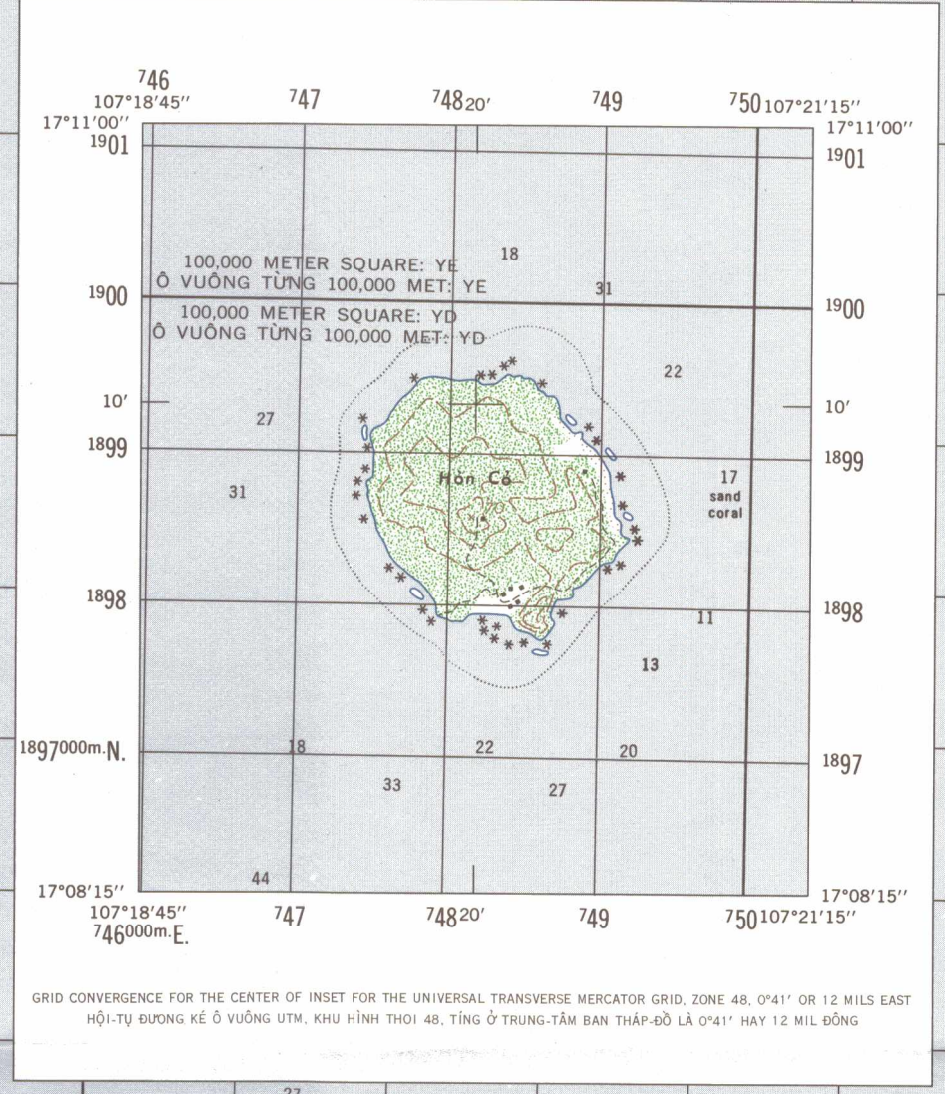 746
107°18'45" 747 74820' 749 750 107°21'15"
17°11'00" 17°11'00"
1901 1901
18
100,000 METER SQUARE: YE
Ô VUÔNG TỪNG 100,000 MET: YE
31
1900 1900
100,000 METER SQUARE: YD
Ô VUÔNG TỪNG 100,000 MET: YD
22
10' 10'
27
1899 1899
Hòn Cỏ
17
sand
coral
31
70
1898 1898
11
13
1897000m.N. 18 22 20 1897
33 27
44
17°08'15" 17°08'15"
107°18'45" 747 74820' 749 750 107°21'15"
746000m.E.
GRID CONVERGENCE FOR THE CENTER OF INSET FOR THE UNIVERSAL TRANSVERSE MERCATOR GRID, ZONE 48, 0°41' OR 12 MILS EAST
HỘI-TỤ ĐƯƠNG KÉ Ô VUÔNG UTM, KHU HÌNH THOI 48, TÍNG Ở TRUNG-TÂM BAN THÁP-ĐỒ LÀ 0°41' HAY 12 MIL ĐÔNG
27